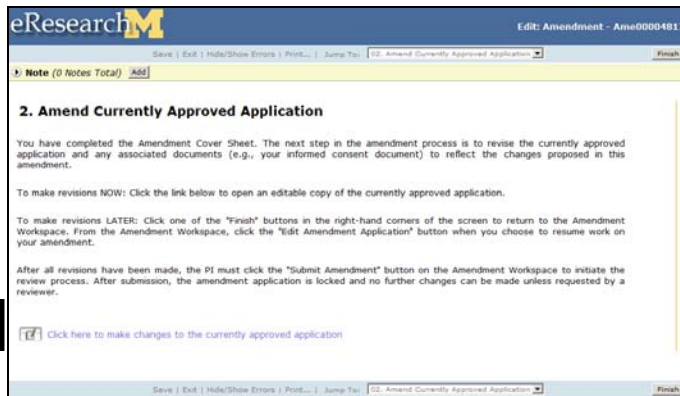 eResearchM
Edit: Amendment - Ame0000481
Save | Exit | Hide/Show Errors | Print... | Jump To: 02. Amend Currently Approved Application
Finish
Note (0 Notes Total) Add
2. Amend Currently Approved Application
You have completed the Amendment Cover Sheet. The next step in the amendment process is to revise the currently approved
application and any associated documents (e.g., your informed consent document) to reflect the changes proposed in this
amendment.
To make revisions NOW: Click the link below to open an editable copy of the currently approved application.
To make revisions LATER: Click one of the "Finish" buttons in the right-hand corners of the screen to return to the Amendment
Workspace. From the Amendment Workspace, click the "Edit Amendment Application" button when you choose to resume work on
your amendment.
After all revisions have been made, the PI must click the "Submit Amendment" button on the Amendment Workspace to initiate the
review process. After submission, the amendment application is locked and no further changes can be made unless requested by a
reviewer.
Click here to make changes to the currently approved application
Save | Exit | Hide/Show Errors | Print... | Jump To: 02. Amend Currently Approved Application
Finish